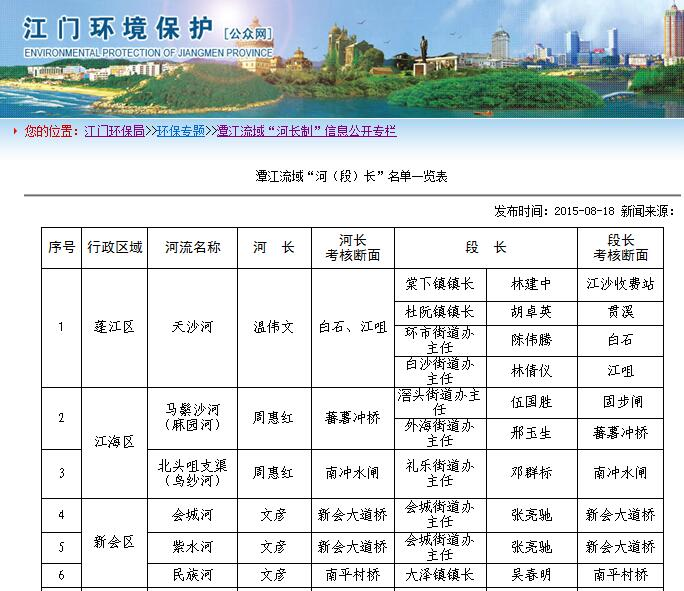 江门环境保护 [公众网]
ENVIRONMENTAL PROTECTION OF JIANGMEN PROVINCE
您的位置：江门环保局>>环保专题>>潭江流域“河长制”信息公开专栏
潭江流域“河（段）长”名单一览表
发布时间：2015-08-18 新闻来源：
序号 行政区域 河流名称 河 长 河长 考核断面 段 长 段长 考核断面
1 蓬江区 天沙河 温伟文 白石、江咀
棠下镇镇长 林建中 江沙收费站
杜阮镇镇长 胡卓英 贯溪
环市街道办主任 陈伟腾 白石
白沙街道办主任 林倩仪 江咀
2 江海区 马鬃沙河（麻园河） 周惠红 蕃薯冲桥
滘头街道办主任 伍国胜 固步闸
外海街道办主任 邢玉生 蕃薯冲桥
3 北头咀支渠（乌纱河） 周惠红 南冲水闸 礼乐街道办主任 邓群标 南冲水闸
4 新会区 会城河 文彦 新会大道桥 会城街道办主任 张亮驰 新会大道桥
5 紫水河 文彦 新会大道桥 会城街道办主任 张亮驰 新会大道桥
6 民族河 文彦 南平村桥 大泽镇镇长 吴春明 南平村桥